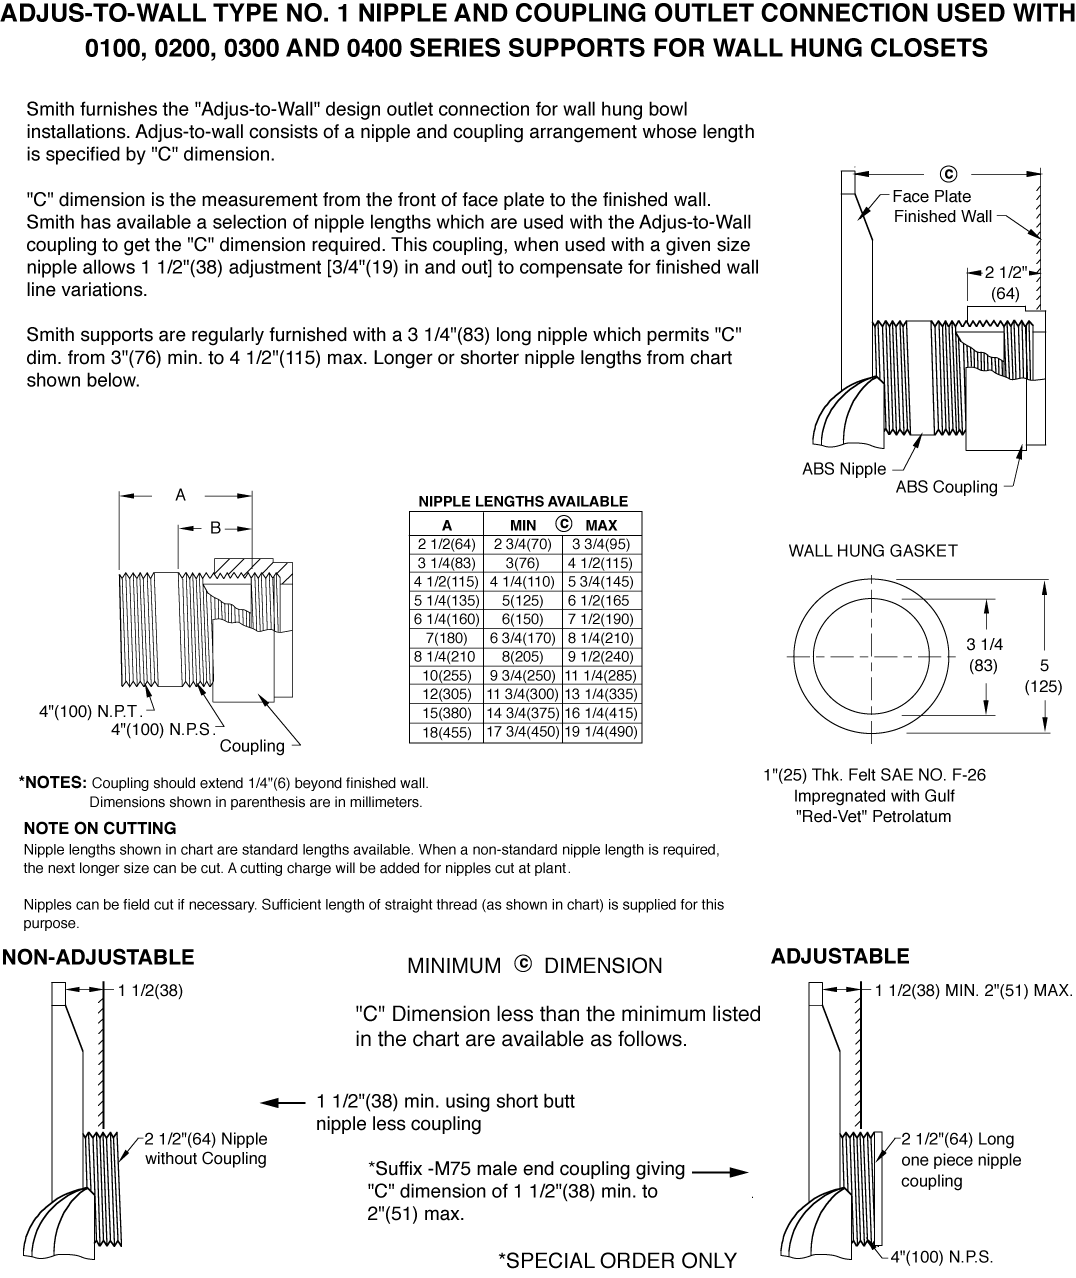 ADJUS-TO-WALL TYPE NO. 1 NIPPLE AND COUPLING OUTLET CONNECTION USED WITH
0100, 0200, 0300 AND 0400 SERIES SUPPORTS FOR WALL HUNG CLOSETS
Smith furnishes the "Adjus-to-Wall" design outlet connection for wall hung bowl
installations. Adjus-to-wall consists of a nipple and coupling arrangement whose length
is specified by "C" dimension.
"C" dimension is the measurement from the front of face plate to the finished wall.
Smith has available a selection of nipple lengths which are used with the Adjus-to-Wall
coupling to get the "C" dimension required. This coupling, when used with a given size
nipple allows 1 1/2"(38) adjustment [3/4"(19) in and out] to compensate for finished wall
line variations.
Smith supports are regularly furnished with a 3 1/4"(83) long nipple which permits "C"
dim. from 3"(76) min. to 4 1/2"(115) max. Longer or shorter nipple lengths from chart
shown below.
C
Face Plate
Finished Wall
2 1/2"
(64)
ABS Nipple
ABS Coupling
A
B
4"(100) N.P.T.
4"(100) N.P.S.
Coupling
NIPPLE LENGTHS AVAILABLE
A MIN C MAX
2 1/2(64) 2 3/4(70) 3 3/4(95)
3 1/4(83) 3(76) 4 1/2(115)
4 1/2(115) 4 1/4(110) 5 3/4(145)
5 1/4(135) 5(125) 6 1/2(165
6 1/4(160) 6(150) 7 1/2(190)
7(180) 6 3/4(170) 8 1/4(210)
8 1/4(210 8(205) 9 1/2(240)
10(255) 9 3/4(250) 11 1/4(285)
12(305) 11 3/4(300) 13 1/4(335)
15(380) 14 3/4(375) 16 1/4(415)
18(455) 17 3/4(450) 19 1/4(490)
WALL HUNG GASKET
3 1/4
(83)
5
(125)
1"(25) Thk. Felt SAE NO. F-26
Impregnated with Gulf
"Red-Vet" Petrolatum
*NOTES: Coupling should extend 1/4"(6) beyond finished wall.
Dimensions shown in parenthesis are in millimeters.
NOTE ON CUTTING
Nipple lengths shown in chart are standard lengths available. When a non-standard nipple length is required,
the next longer size can be cut. A cutting charge will be added for nipples cut at plant.
Nipples can be field cut if necessary. Sufficient length of straight thread (as shown in chart) is supplied for this
purpose.
NON-ADJUSTABLE
1 1/2(38)
2 1/2"(64) Nipple
without Coupling
MINIMUM C DIMENSION
"C" Dimension less than the minimum listed
in the chart are available as follows.
1 1/2"(38) min. using short butt
nipple less coupling
*Suffix -M75 male end coupling giving
"C" dimension of 1 1/2"(38) min. to
2"(51) max.
*SPECIAL ORDER ONLY
ADJUSTABLE
1 1/2(38) MIN. 2"(51) MAX.
2 1/2"(64) Long
one piece nipple
coupling
4"(100) N.P.S.